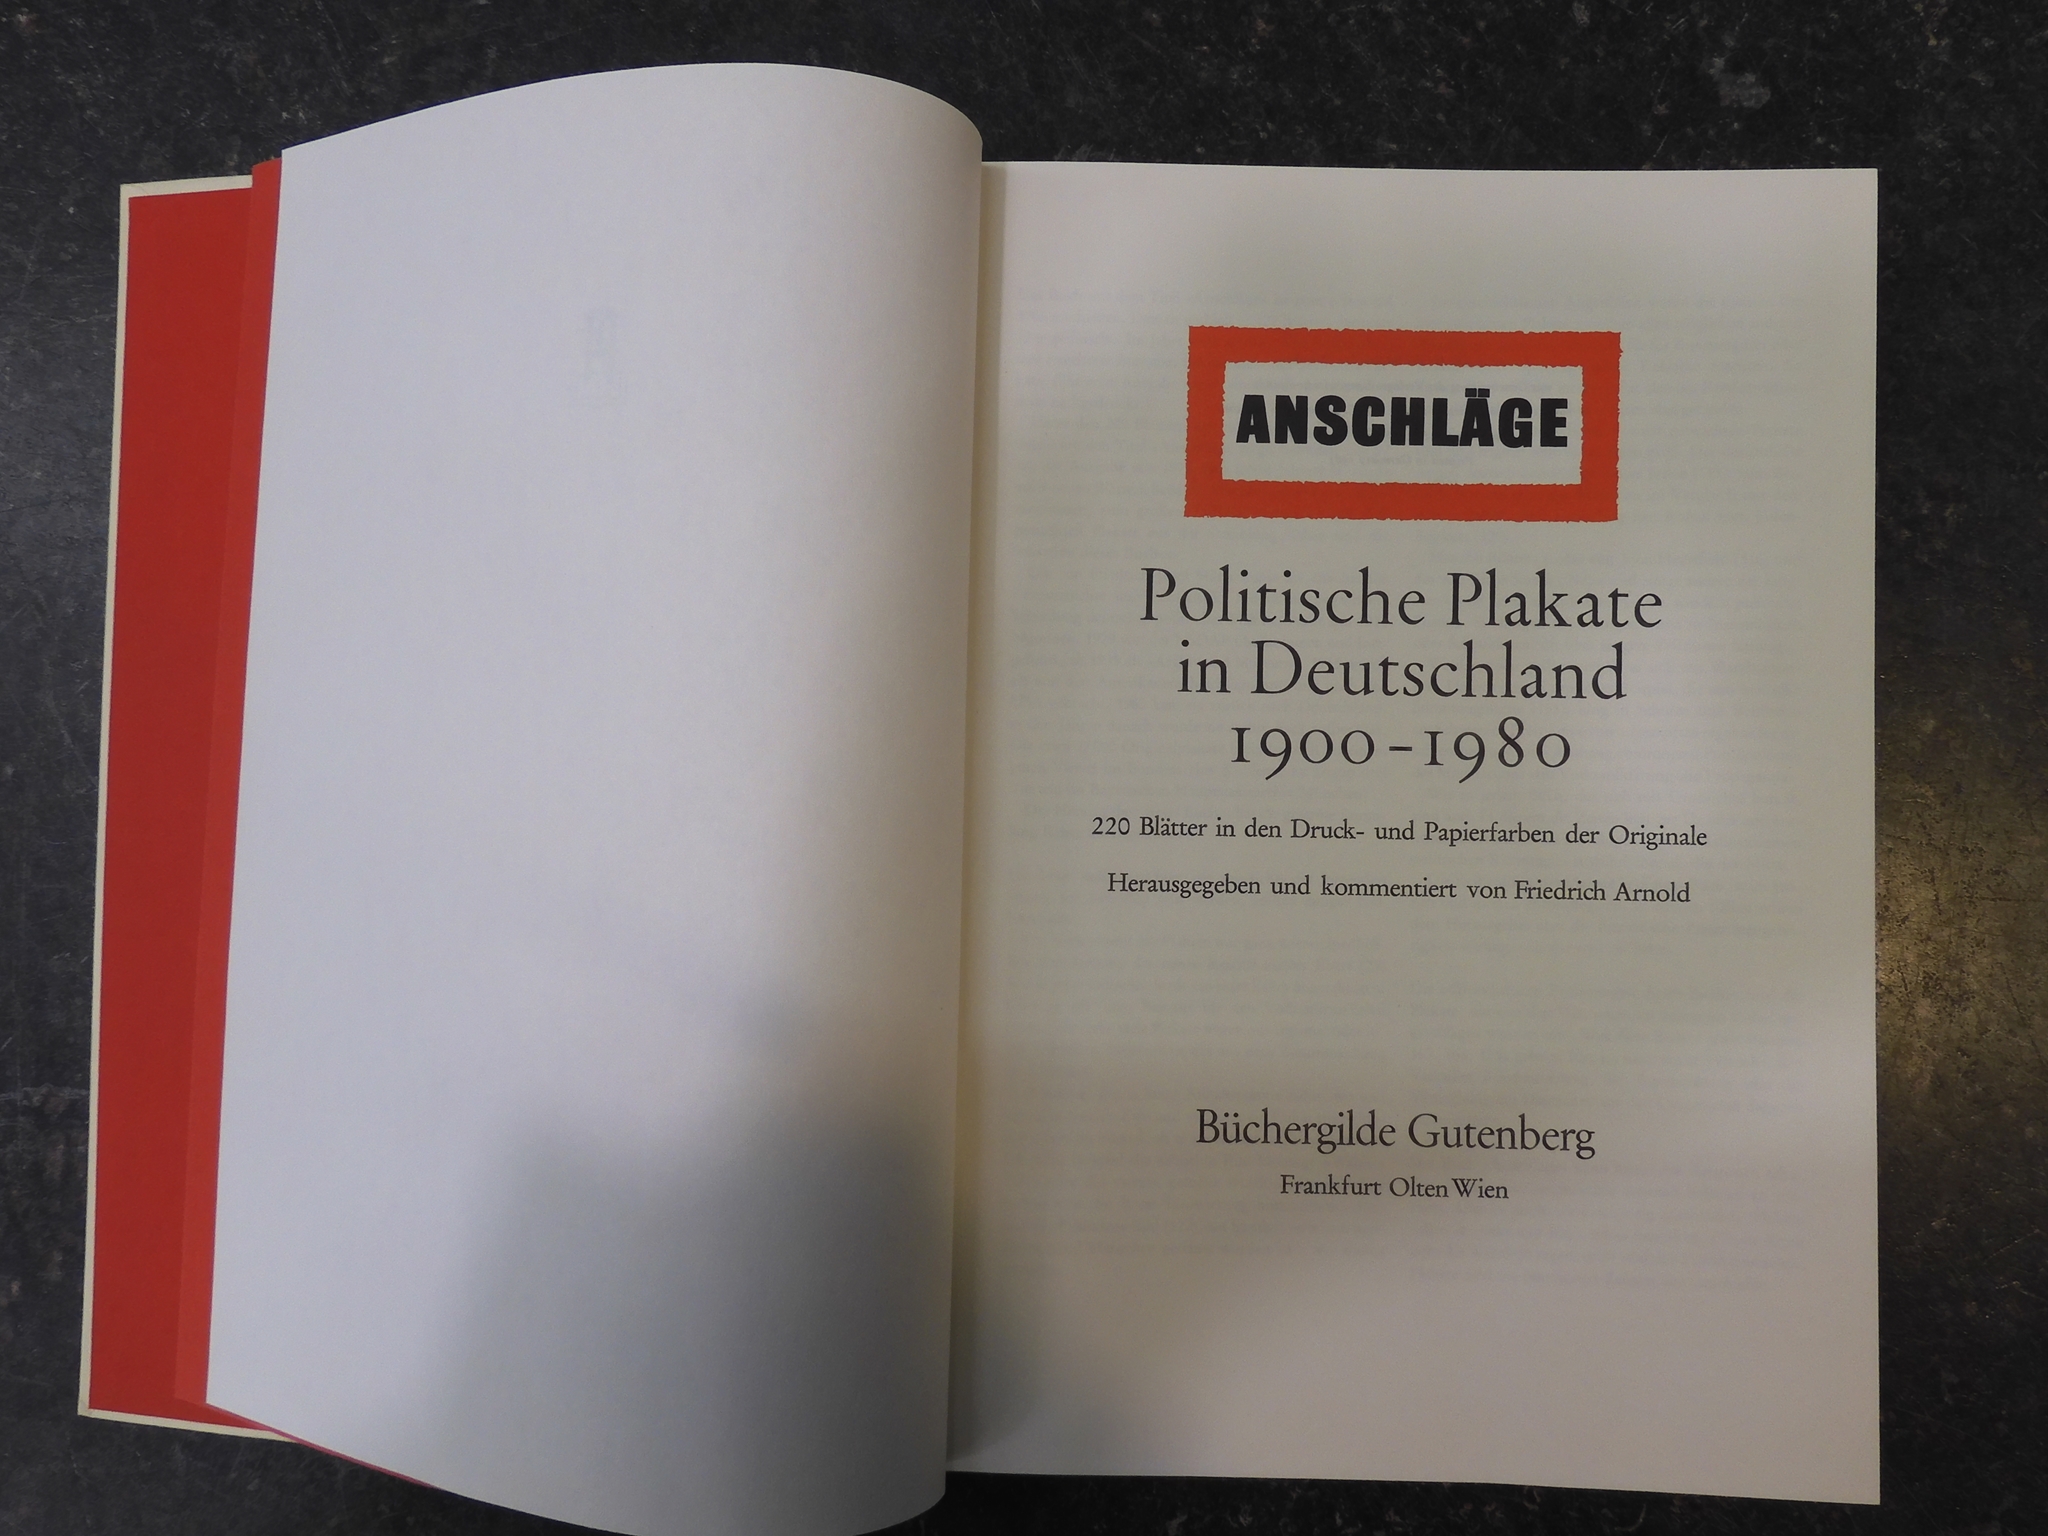 ANSCHLÄGE
Politische Plakate
in Deutschland
1900-1980
220 Blätter in den Druck- und Papierfarben der Originale
Herausgegeben und kommentiert von Friedrich Arnold
Büchergilde Gutenberg
Frankfurt Olten Wien